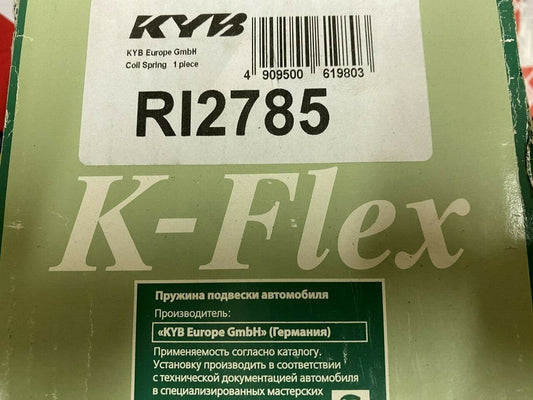 KYB
KYB Europe GmbH
Coil Spring 1 piece
4 909500 619803
RI2785
K-Flex
Пружина подвески автомобиля
Производитель:
«KYB Europe GmbH» (Германия)
Применяемость согласно каталогу.
Установку производить в соответствии
с технической документацией автомобиля
в специализированных мастерских